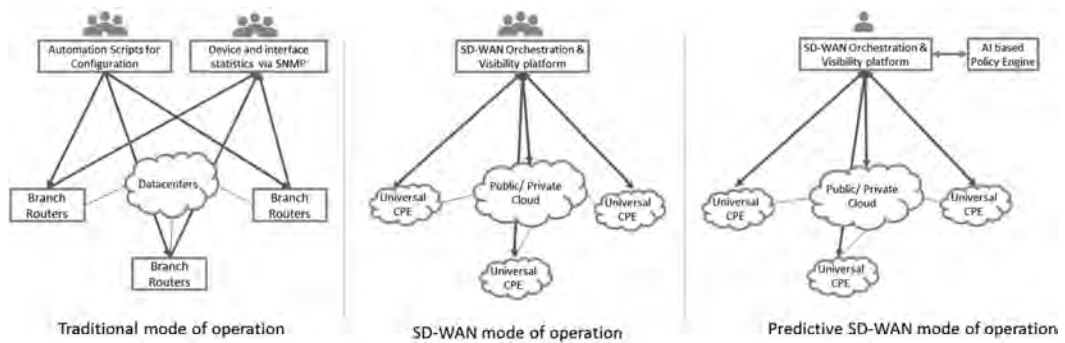 Automation Scripts for
Configuration
Device and interface
statistics via SNMP
Datacenters
Branch
Routers
Branch
Routers
Branch
Routers
Traditional mode of operation
SD-WAN Orchestration &
Visibility platform
Public/ Private
Cloud
Universal
CPE
Universal
CPE
Universal
CPE
SD-WAN mode of operation
SD-WAN Orchestration &
Visibility platform
AI based
Policy Engine
Public/ Private
Cloud
Universal
CPE
Universal
CPE
Universal
CPE
Predictive SD-WAN mode of operation